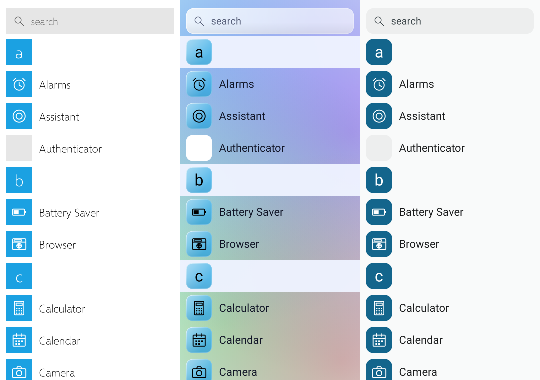 search
a
Alarms
Assistant
Authenticator
b
Battery Saver
Browser
c
Calculator
Calendar
Camera
search
a
Alarms
Assistant
Authenticator
b
Battery Saver
Browser
c
Calculator
Calendar
Camera
search
a
Alarms
Assistant
Authenticator
b
Battery Saver
Browser
c
Calculator
Calendar
Camera